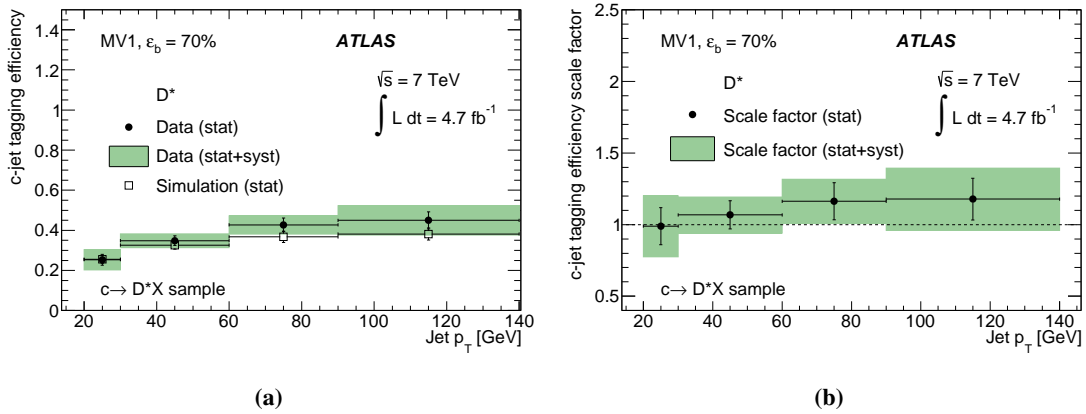 c-jet tagging efficiency
1.4
1.2
1
0.8
0.6
0.4
0.2
0
MV1, ε_b = 70%
ATLAS
√s = 7 TeV
∫ L dt = 4.7 fb⁻¹
D*
Data (stat)
Data (stat+syst)
Simulation (stat)
c→ D*X sample
20 40 60 80 100 120 140
Jet p_T [GeV]
(a)
c-jet tagging efficiency scale factor
2.5
2
1.5
1
0.5
MV1, ε_b = 70%
ATLAS
√s = 7 TeV
∫ L dt = 4.7 fb⁻¹
D*
Scale factor (stat)
Scale factor (stat+syst)
c→ D*X sample
20 40 60 80 100 120 140
Jet p_T [GeV]
(b)